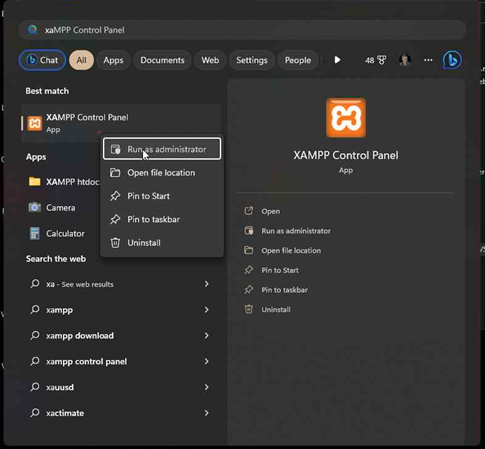 xaMPP Control Panel
Chat
All
Apps
Documents
Web
Settings
People
48
Best match
XAMPP Control Panel
App
Run as administrator
Open file location
Pin to Start
Pin to taskbar
Uninstall
Apps
XAMPP htdoc
Camera
Calculator
Search the web
xa - See web results
xampp
xampp download
xampp control panel
xauusd
xactimate
XAMPP Control Panel
App
Open
Run as administrator
Open file location
Pin to Start
Pin to taskbar
Uninstall